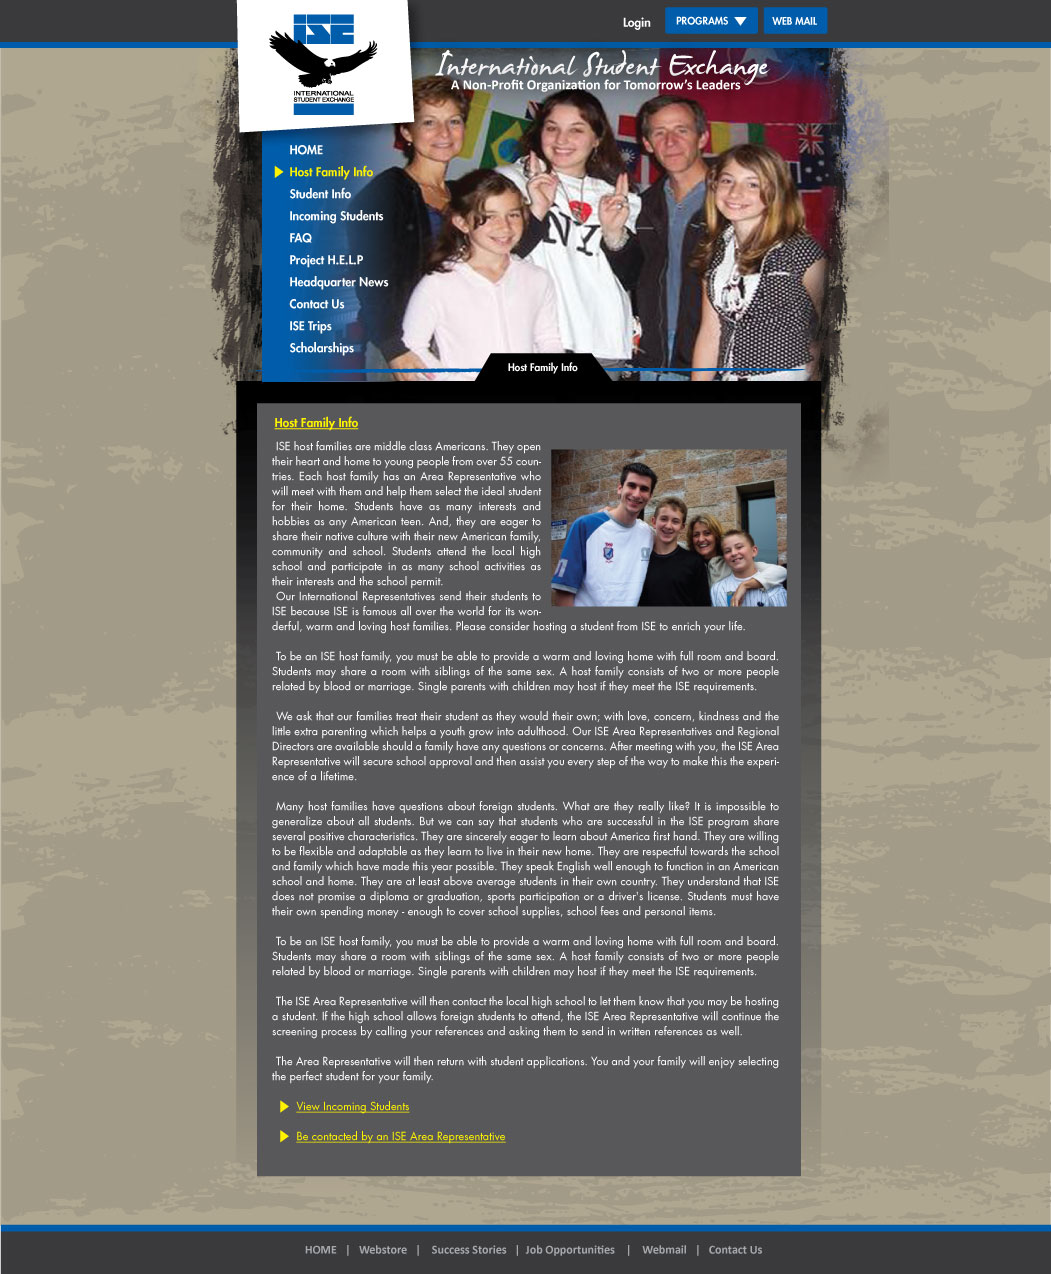 ISE
INTERNATIONAL
STUDENT EXCHANGE
Login
PROGRAMS
WEB MAIL
International Student Exchange
A Non-Profit Organization for Tomorrow's Leaders
NY
HOME
Host Family Info
Student Info
Incoming Students
FAQ
Project H.E.L.P
Headquarter News
Contact Us
ISE Trips
Scholarships
Host Family Info
Host Family Info
ISE host families are middle class Americans. They open
their heart and home to young people from over 55 coun-
tries. Each host family has an Area Representative who
will meet with them and help them select the ideal student
for their home. Students have as many interests and
hobbies as any American teen. And, they are eager to
share their native culture with their new American family,
community and school. Students attend the local high
school and participate in as many school activities as
their interests and the school permit.
Our International Representatives send their students to
ISE because ISE is famous all over the world for its won-
derful, warm and loving host families. Please consider hosting a student from ISE to enrich your life.
To be an ISE host family, you must be able to provide a warm and loving home with full room and board.
Students may share a room with siblings of the same sex. A host family consists of two or more people
related by blood or marriage. Single parents with children may host if they meet the ISE requirements.
We ask that our families treat their student as they would their own; with love, concern, kindness and the
little extra parenting which helps a youth grow into adulthood. Our ISE Area Representatives and Regional
Directors are available should a family have any questions or concerns. After meeting with you, the ISE Area
Representative will secure school approval and then assist you every step of the way to make this the experi-
ence of a lifetime.
Many host families have questions about foreign students. What are they really like? It is impossible to
generalize about all students. But we can say that students who are successful in the ISE program share
several positive characteristics. They are sincerely eager to learn about America first hand. They are willing
to be flexible and adaptable as they learn to live in their new home. They are respectful towards the school
and family which have made this year possible. They speak English well enough to function in an American
school and home. They are at least above average students in their own country. They understand that ISE
does not promise a diploma or graduation, sports participation or a driver's license. Students must have
their own spending money - enough to cover school supplies, school fees and personal items.
To be an ISE host family, you must be able to provide a warm and loving home with full room and board.
Students may share a room with siblings of the same sex. A host family consists of two or more people
related by blood or marriage. Single parents with children may host if they meet the ISE requirements.
The ISE Area Representative will then contact the local high school to let them know that you may be hosting
a student. If the high school allows foreign students to attend, the ISE Area Representative will continue the
screening process by calling your references and asking them to send in written references as well.
The Area Representative will then return with student applications. You and your family will enjoy selecting
the perfect student for your family.
View Incoming Students
Be contacted by an ISE Area Representative
HOME | Webstore | Success Stories | Job Opportunities | Webmail | Contact Us